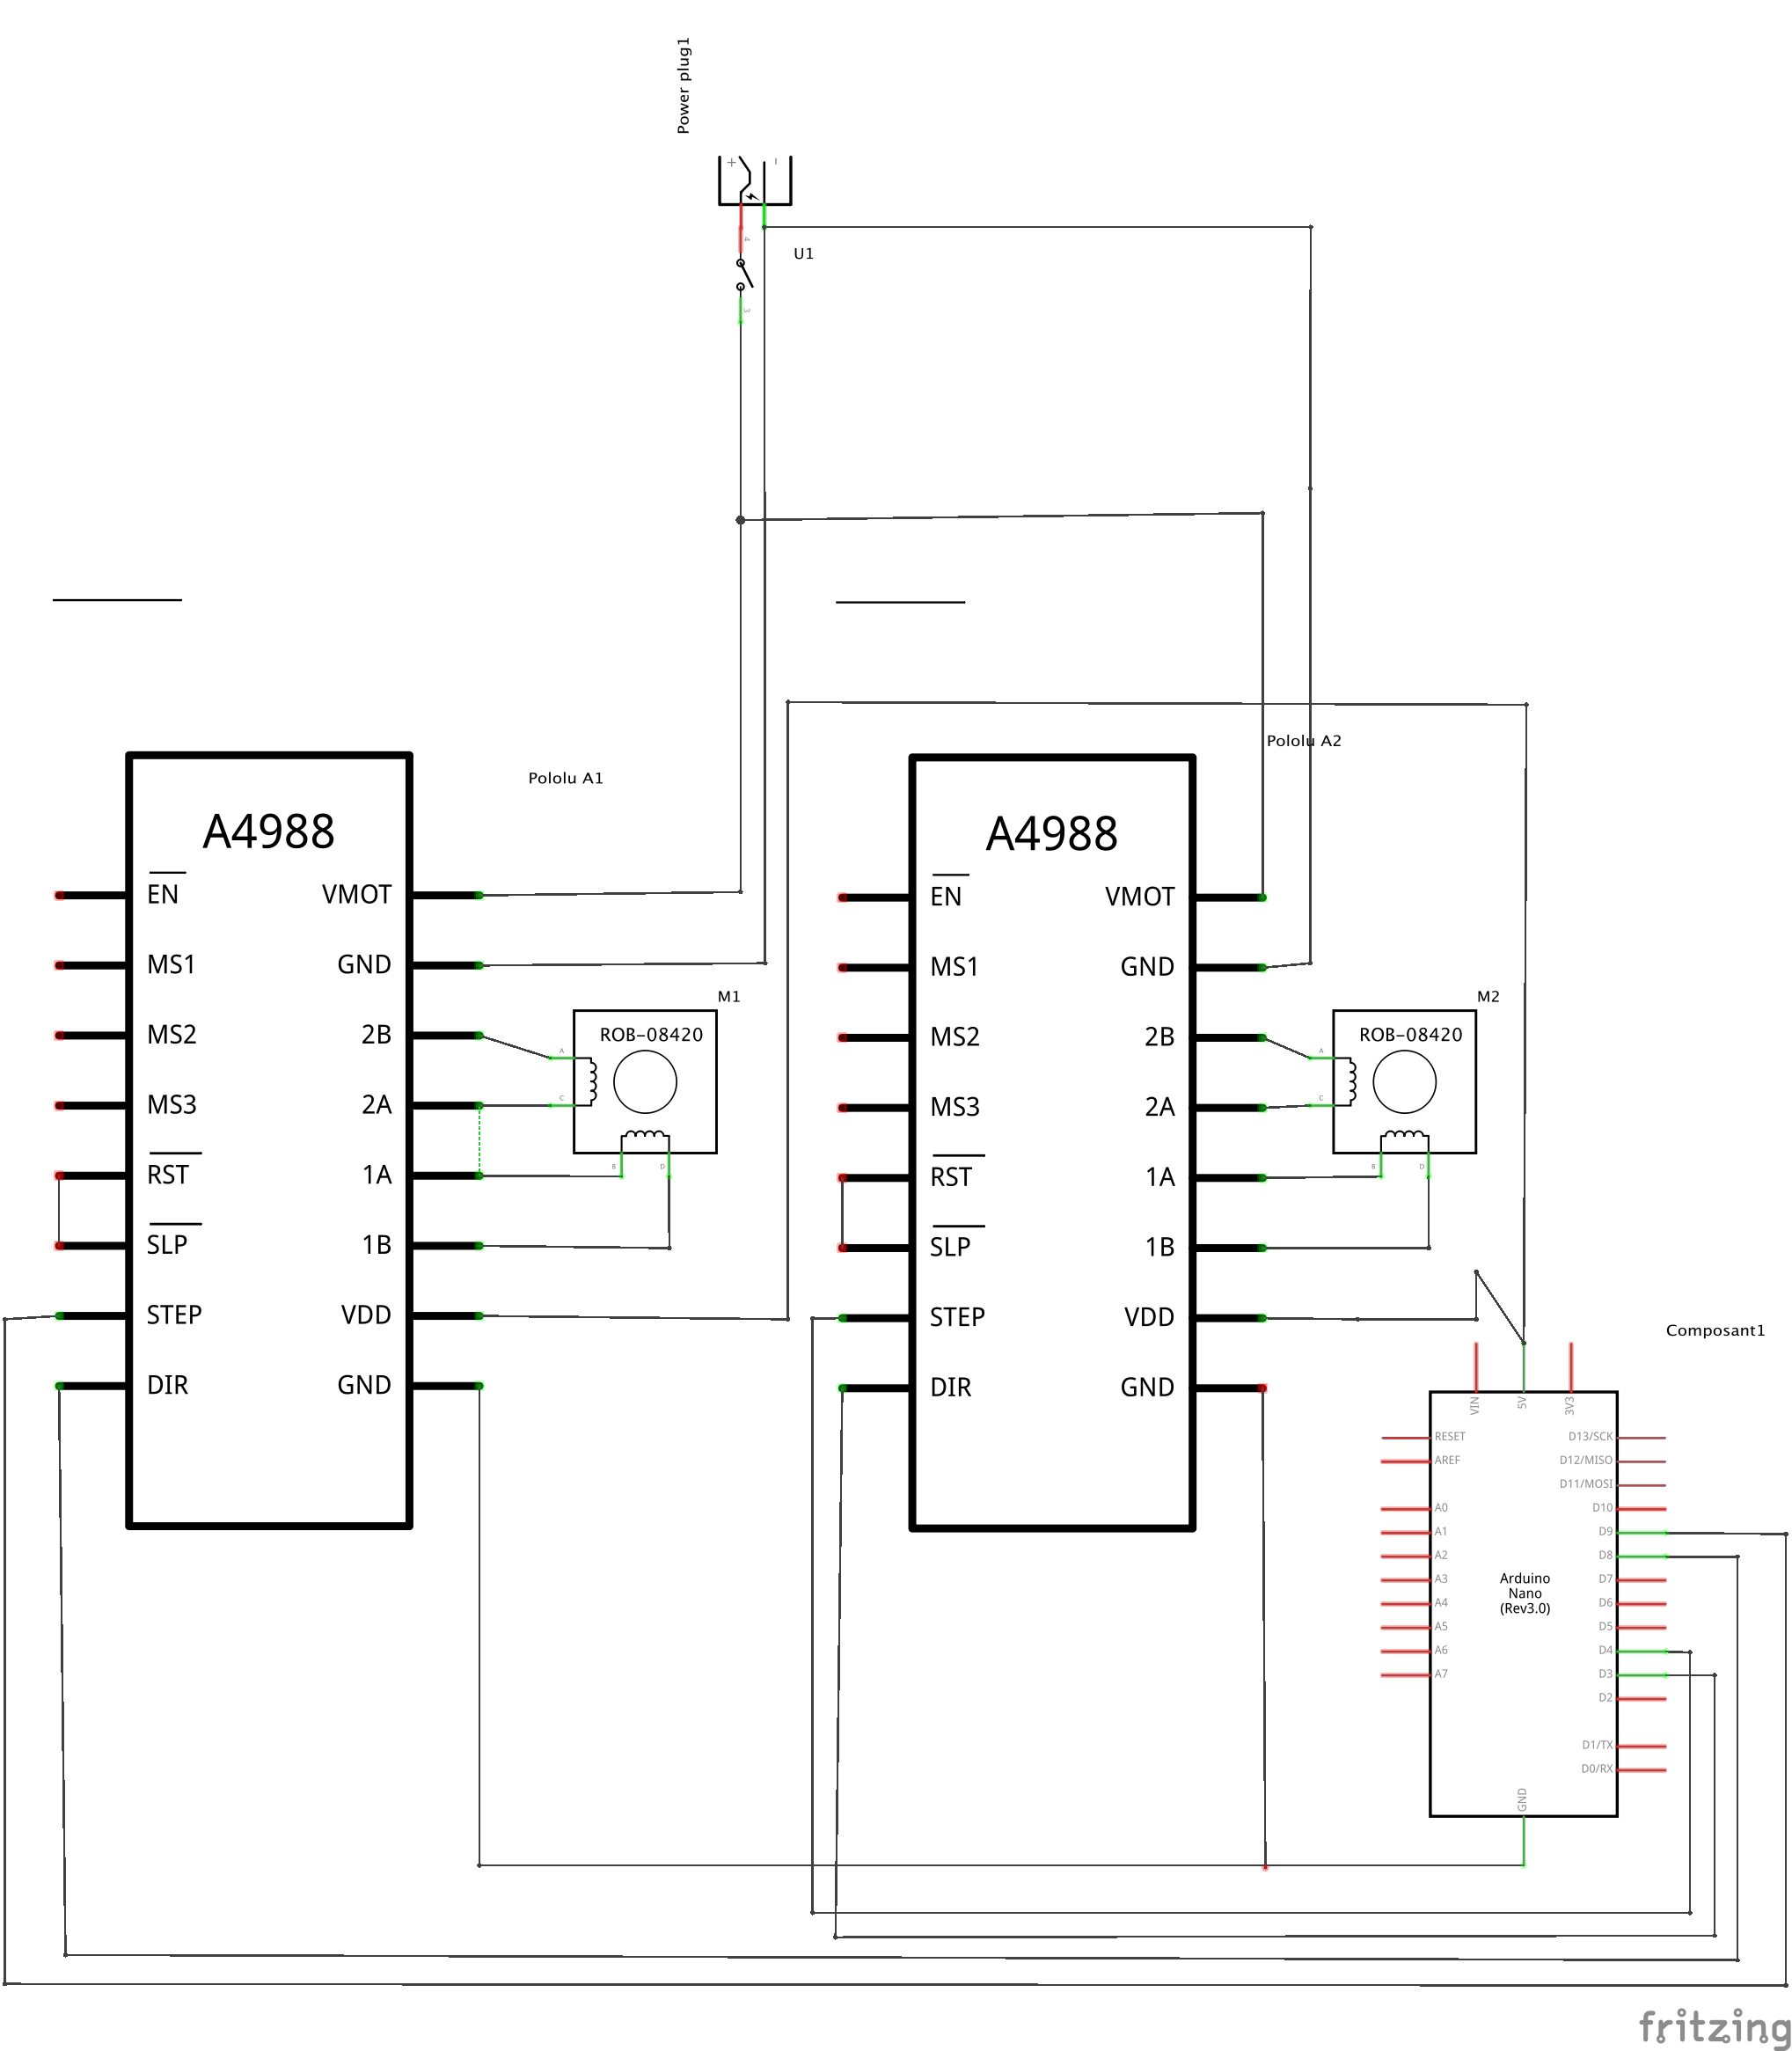 Power plug1
+
−
4
U1
3
Pololu A2
Pololu A1
A4988
EN VMOT
MS1 GND
MS2 2B
MS3 2A
RST 1A
SLP 1B
STEP VDD
DIR GND
M1
ROB-08420
A
C
B D
A4988
EN VMOT
MS1 GND
MS2 2B
MS3 2A
RST 1A
SLP 1B
STEP VDD
DIR GND
M2
ROB-08420
A
C
B D
Composant1
VIN 5V 3V3
RESET D13/SCK
AREF D12/MISO
D11/MOSI
A0 D10
A1 D9
A2 D8
A3 D7
A4 D6
A5 D5
A6 D4
A7 D3
D2
D1/TX
D0/RX
Arduino
Nano
(Rev3.0)
GND
fritzing